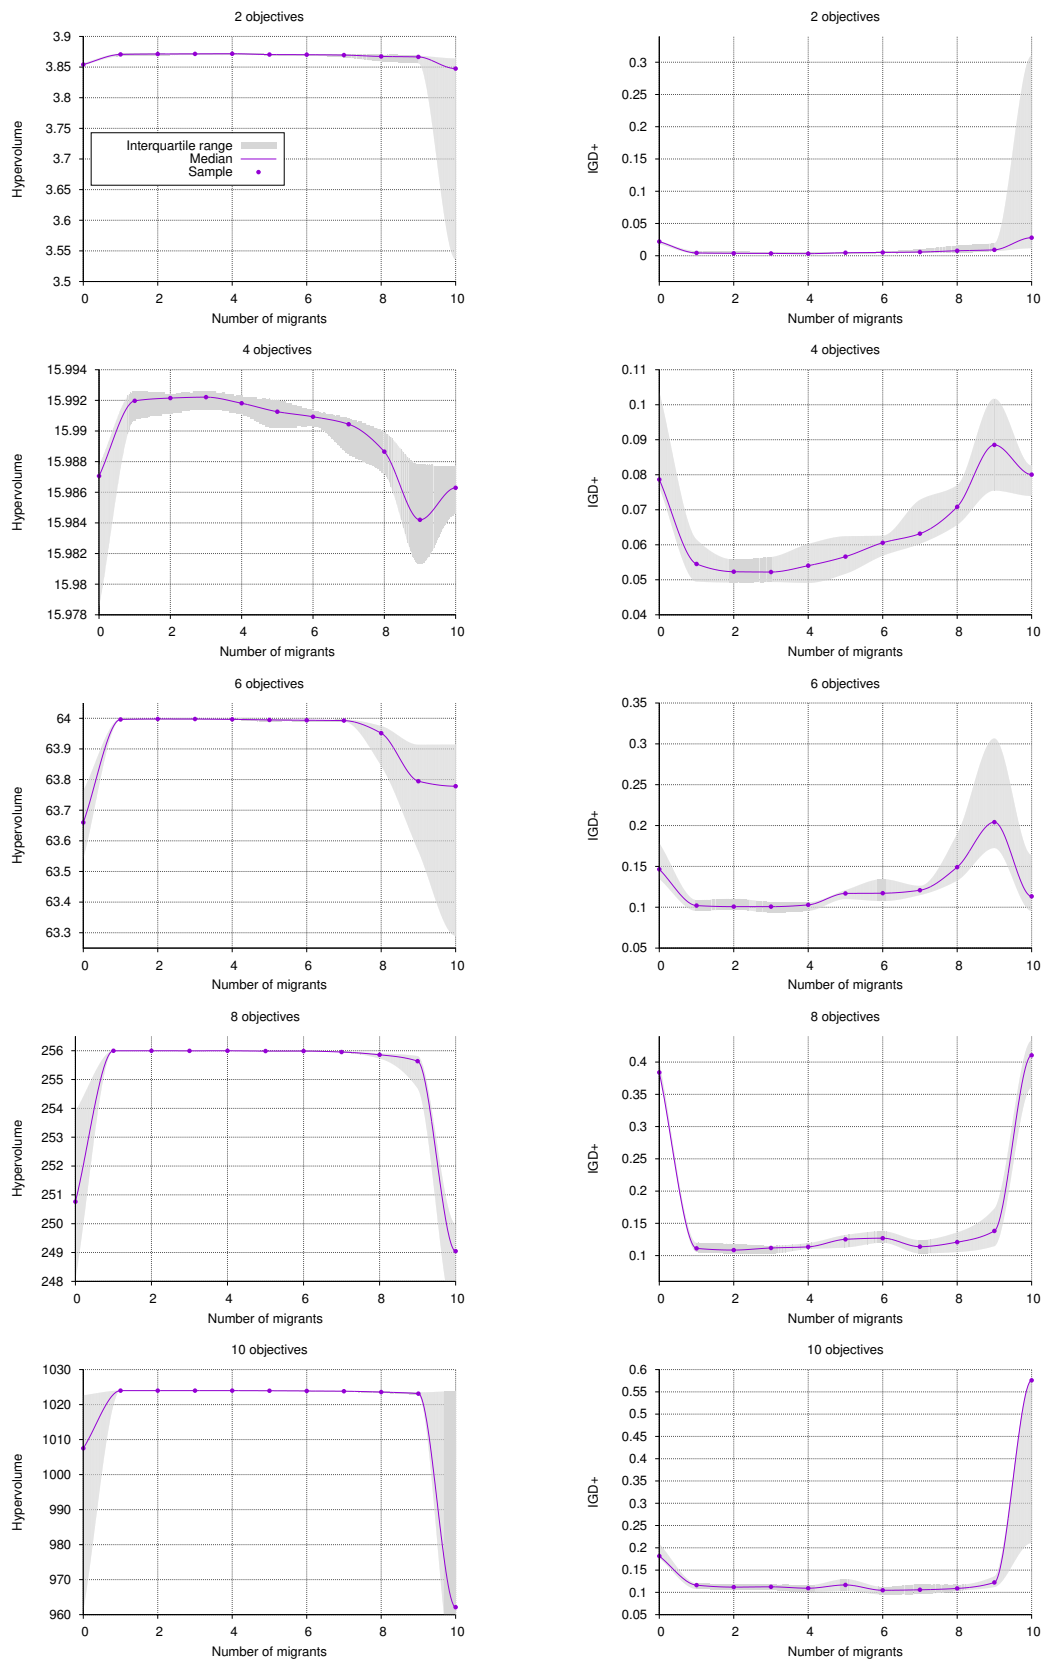 2 objectives
3.9
3.85
3.8
3.75
3.7
3.65
3.6
3.55
3.5
Hypervolume
Interquartile range
Median
Sample
0 2 4 6 8 10
Number of migrants
2 objectives
0.3
0.25
0.2
0.15
0.1
0.05
0
IGD+
0 2 4 6 8 10
Number of migrants
4 objectives
15.994
15.992
15.99
15.988
15.986
15.984
15.982
15.98
15.978
Hypervolume
0 2 4 6 8 10
Number of migrants
4 objectives
0.11
0.1
0.09
0.08
0.07
0.06
0.05
0.04
IGD+
0 2 4 6 8 10
Number of migrants
6 objectives
64
63.9
63.8
63.7
63.6
63.5
63.4
63.3
Hypervolume
0 2 4 6 8 10
Number of migrants
6 objectives
0.35
0.3
0.25
0.2
0.15
0.1
0.05
IGD+
0 2 4 6 8 10
Number of migrants
8 objectives
256
255
254
253
252
251
250
249
248
Hypervolume
0 2 4 6 8 10
Number of migrants
8 objectives
0.4
0.35
0.3
0.25
0.2
0.15
0.1
IGD+
0 2 4 6 8 10
Number of migrants
10 objectives
1030
1020
1010
1000
990
980
970
960
Hypervolume
0 2 4 6 8 10
Number of migrants
10 objectives
0.6
0.55
0.5
0.45
0.4
0.35
0.3
0.25
0.2
0.15
0.1
0.05
IGD+
0 2 4 6 8 10
Number of migrants